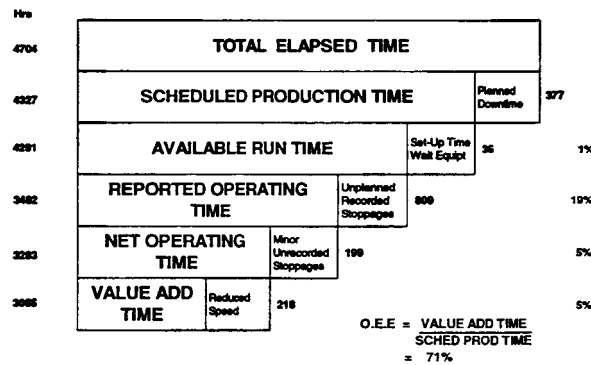 Hrs
4704 TOTAL ELAPSED TIME
4327 SCHEDULED PRODUCTION TIME Planned Downtime 377
4291 AVAILABLE RUN TIME Set-Up Time Wait Equipt 36 1%
3482 REPORTED OPERATING TIME Unplanned Recorded Stoppages 809 19%
3283 NET OPERATING TIME Minor Unrecorded Stoppages 199 5%
3065 VALUE ADD TIME Reduced Speed 218 5%
O.E.E = VALUE ADD TIME
SCHED PROD TIME
= 71%